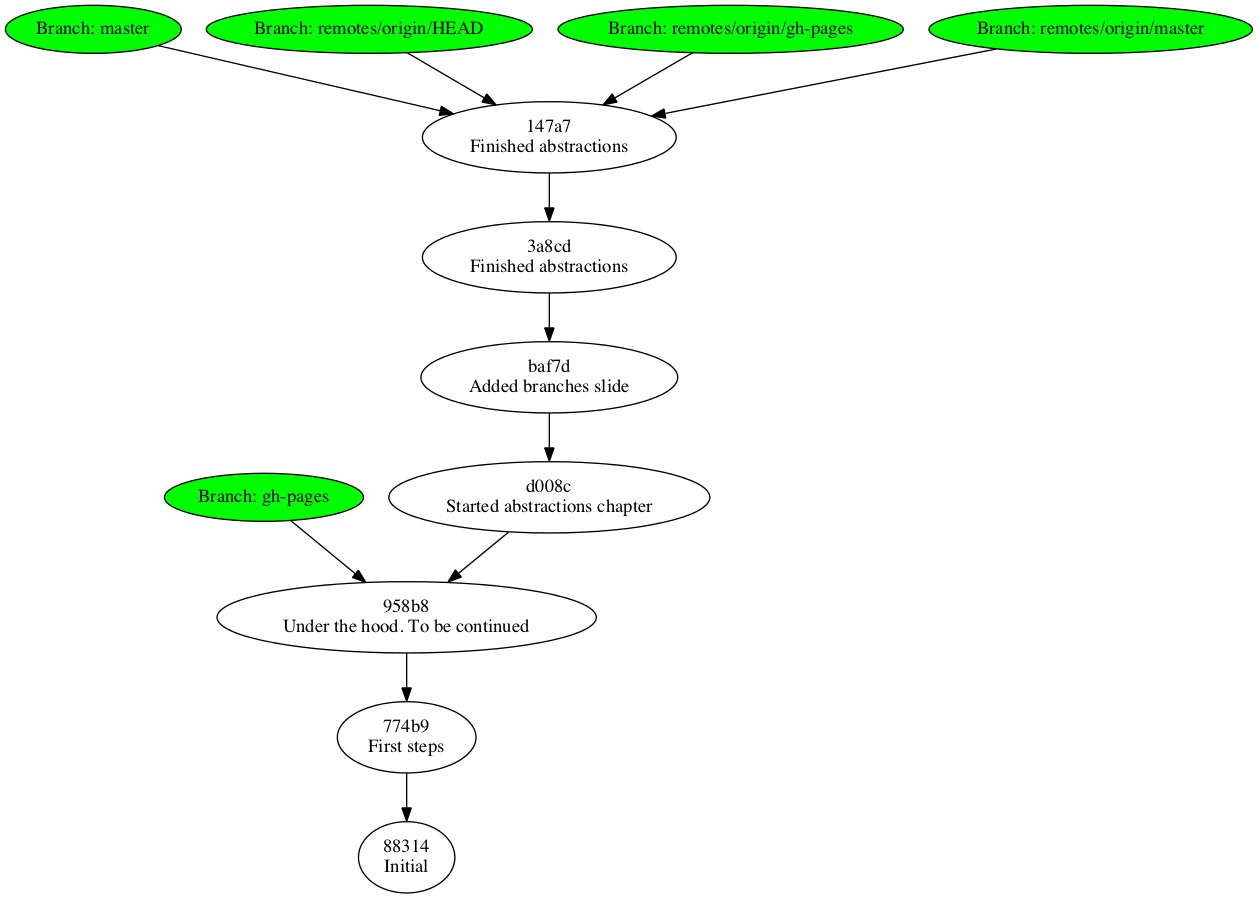 Branch: master
Branch: remotes/origin/HEAD
Branch: remotes/origin/gh-pages
Branch: remotes/origin/master
147a7
Finished abstractions
3a8cd
Finished abstractions
baf7d
Added branches slide
Branch: gh-pages
d008c
Started abstractions chapter
958b8
Under the hood. To be continued
774b9
First steps
88314
Initial